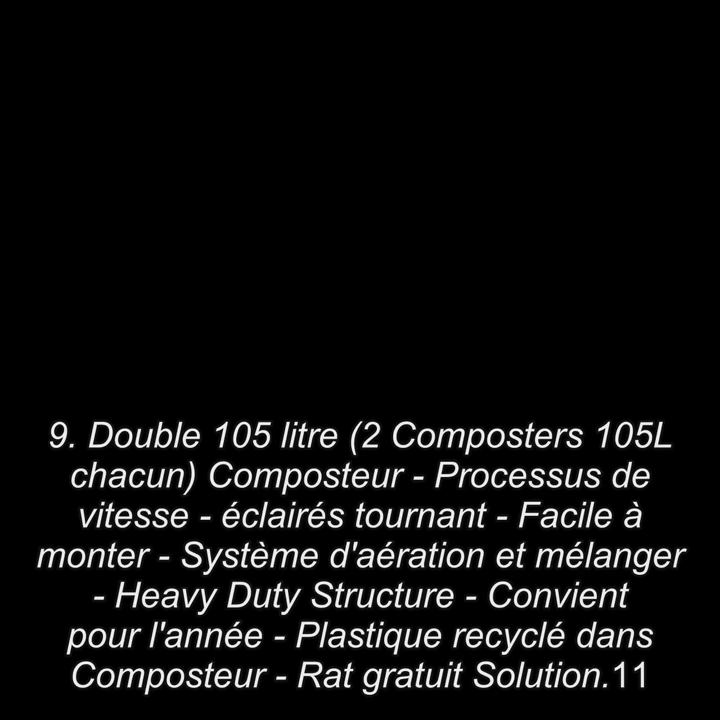 9. Double 105 litre (2 Composters 105L
chacun) Composteur - Processus de
vitesse - éclairés tournant - Facile à
monter - Système d'aération et mélanger
- Heavy Duty Structure - Convient
pour l'année - Plastique recyclé dans
Composteur - Rat gratuit Solution.11